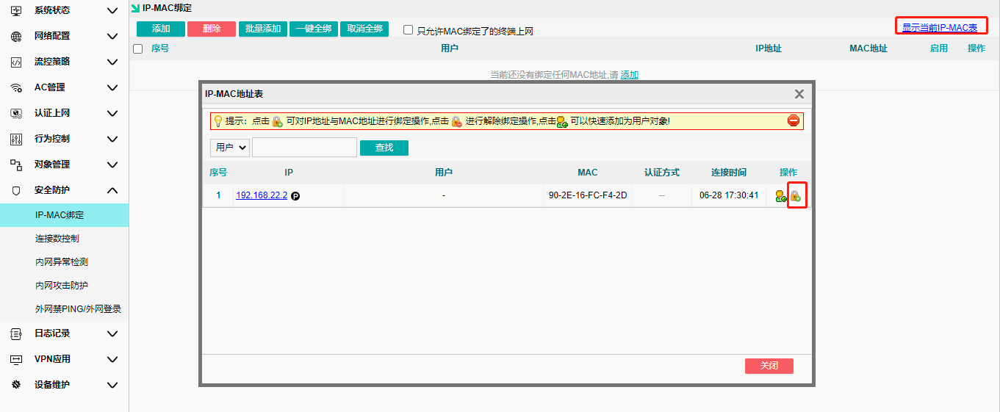 系统状态
网络配置
流控策略
AC管理
认证上网
行为控制
对象管理
安全防护
IP-MAC绑定
连接数控制
内网异常检测
内网攻击防护
外网禁PING/外网登录
日志记录
VPN应用
设备维护
IP-MAC绑定
添加 删除 批量添加 一键全绑 取消全绑 只允许MAC绑定了的终端上网 显示当前IP-MAC表
序号 用户 IP地址 MAC地址 启用 操作
当前还没有绑定任何MAC地址,请 添加
IP-MAC地址表
提示：点击 可对IP地址与MAC地址进行绑定操作,点击 进行解除绑定操作,点击 可以快速添加为用户对象!
用户 查找
序号 IP 用户 MAC 认证方式 连接时间 操作
1 192.168.22.2 P - 90-2E-16-FC-F4-2D -- 06-28 17:30:41
关闭